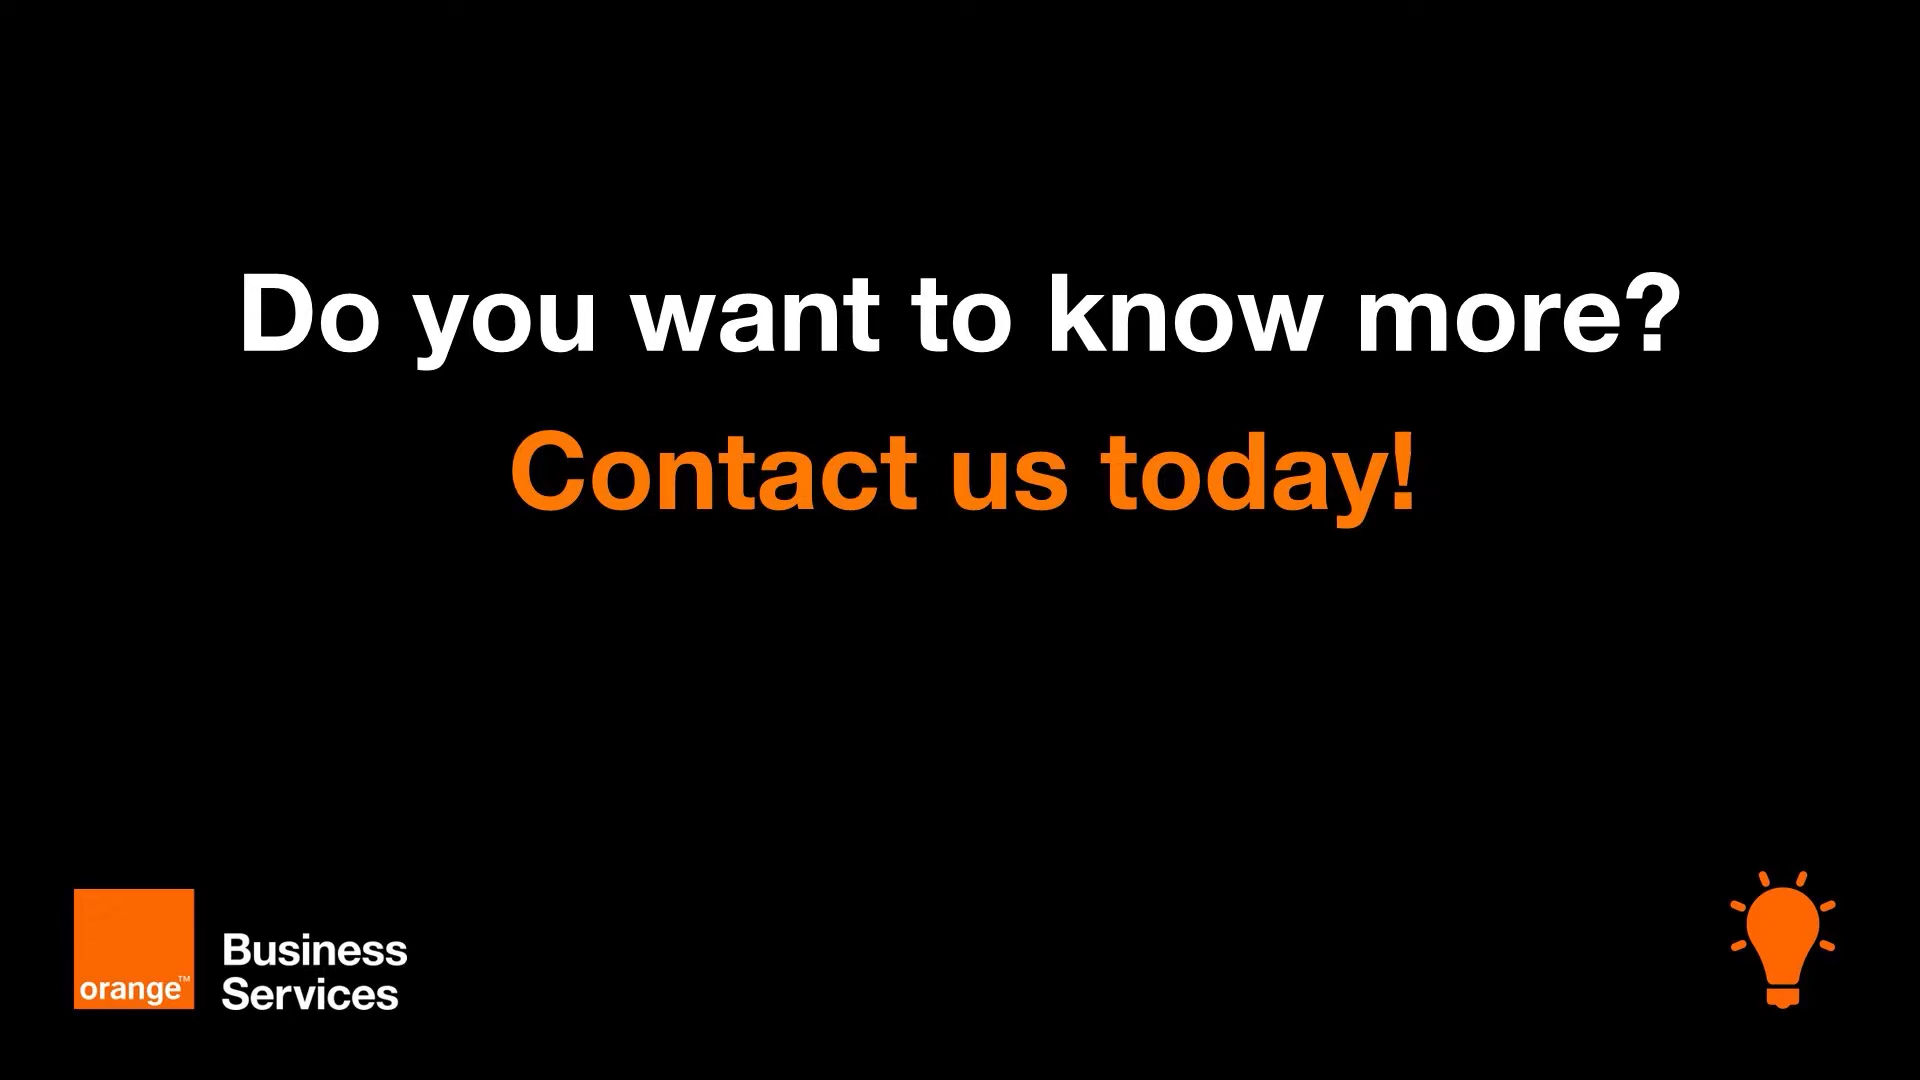 Do you want to know more?
Contact us today!
orange™
Business
Services